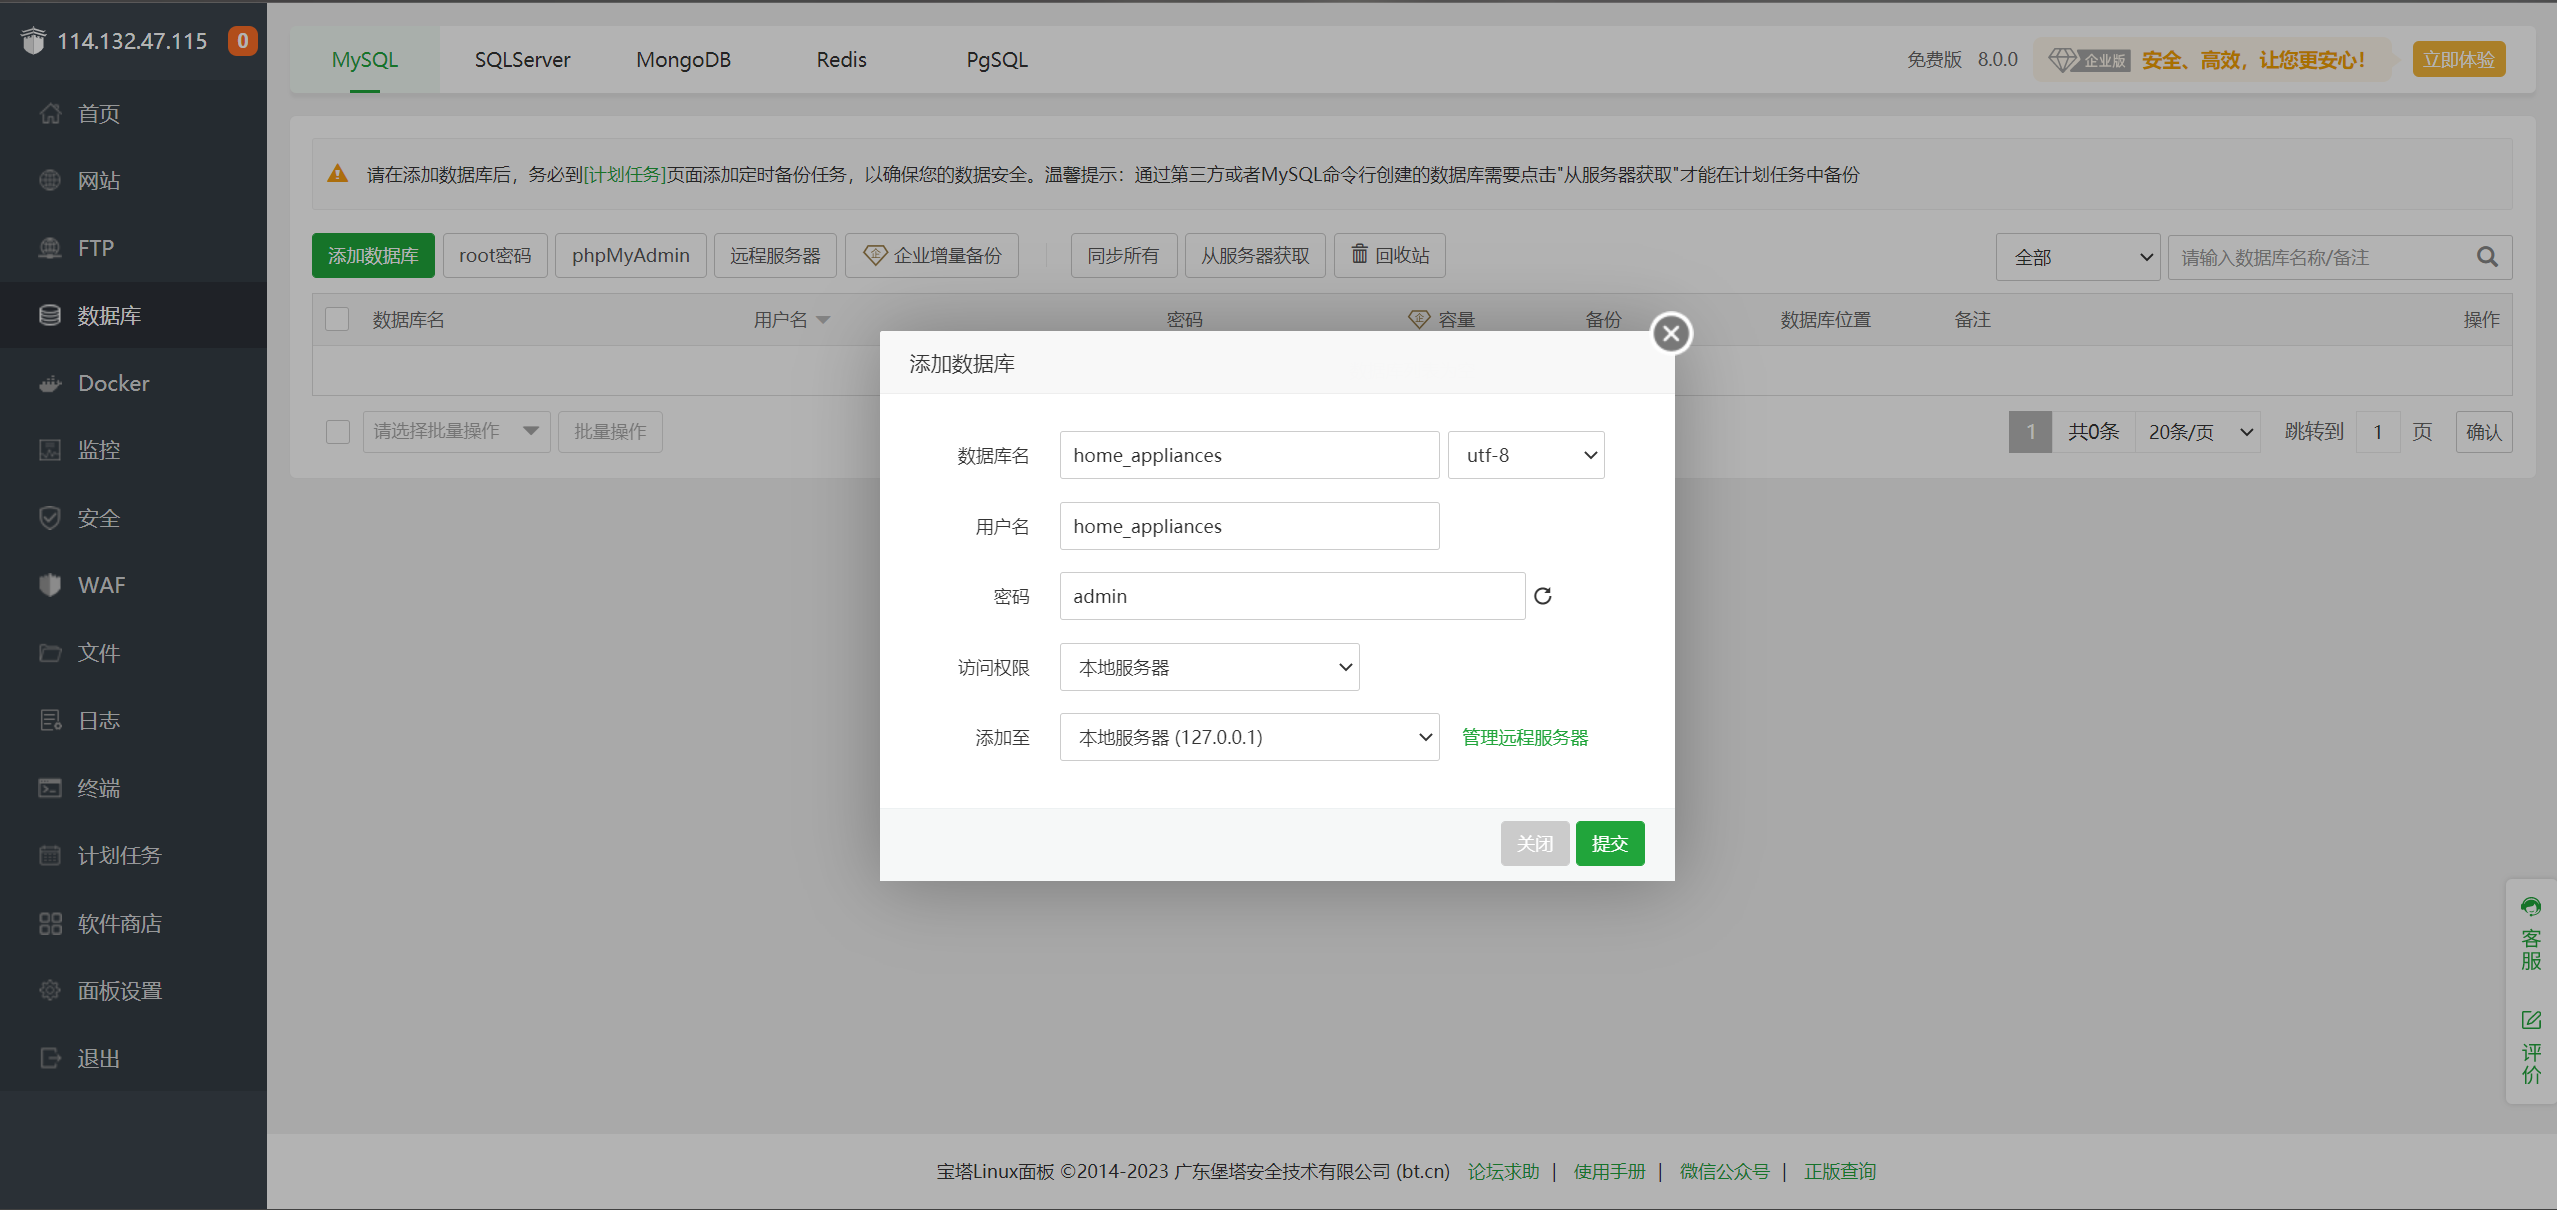 114.132.47.115 0
首页
网站
FTP
数据库
Docker
监控
安全
WAF
文件
日志
终端
计划任务
软件商店
面板设置
退出
MySQL SQLServer MongoDB Redis PgSQL
免费版 8.0.0 企业版 安全、高效，让您更安心！ 立即体验
请在添加数据库后，务必到[计划任务]页面添加定时备份任务，以确保您的数据安全。温馨提示：通过第三方或者MySQL命令行创建的数据库需要点击"从服务器获取"才能在计划任务中备份
添加数据库 root密码 phpMyAdmin 远程服务器 企 企业增量备份 同步所有 从服务器获取 回收站 全部 请输入数据库名称/备注
数据库名 用户名 密码 企 容量 备份 数据库位置 备注 操作
请选择批量操作 批量操作 1 共0条 20条/页 跳转到 1 页 确认
添加数据库
数据库名 home_appliances utf-8
用户名 home_appliances
密码 admin
访问权限 本地服务器
添加至 本地服务器 (127.0.0.1) 管理远程服务器
关闭 提交
客服
评价
宝塔Linux面板 ©2014-2023 广东堡塔安全技术有限公司 (bt.cn) 论坛求助 | 使用手册 | 微信公众号 | 正版查询